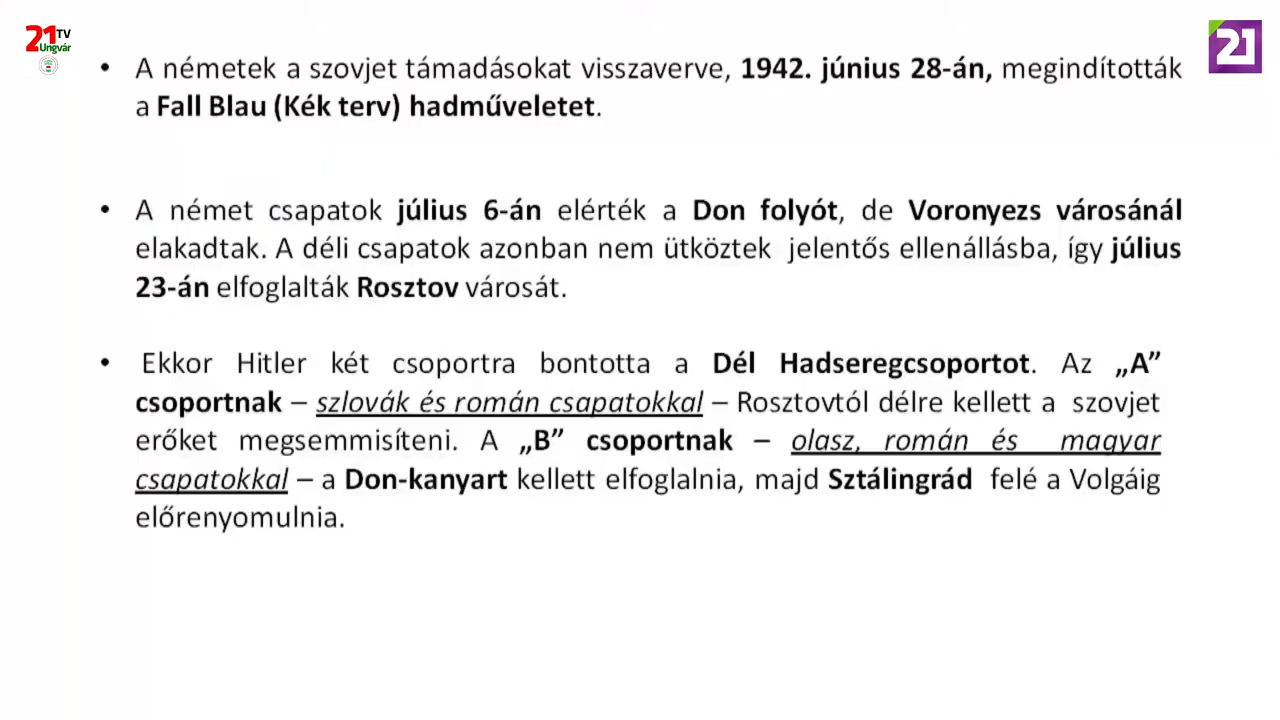 21 TV
Ungvár
21
• A németek a szovjet támadásokat visszaverve, 1942. június 28-án, megindították
a Fall Blau (Kék terv) hadműveletet.
• A német csapatok július 6-án elérték a Don folyót, de Voronyezs városánál
elakadtak. A déli csapatok azonban nem ütköztek jelentős ellenállásba, így július
23-án elfoglalták Rosztov városát.
• Ekkor Hitler két csoportra bontotta a Dél Hadseregcsoportot. Az „A”
csoportnak – szlovák és román csapatokkal – Rosztovtól délre kellett a szovjet
erőket megsemmisíteni. A „B” csoportnak – olasz, román és magyar
csapatokkal – a Don-kanyart kellett elfoglalnia, majd Sztálingrád felé a Volgáig
előrenyomulnia.